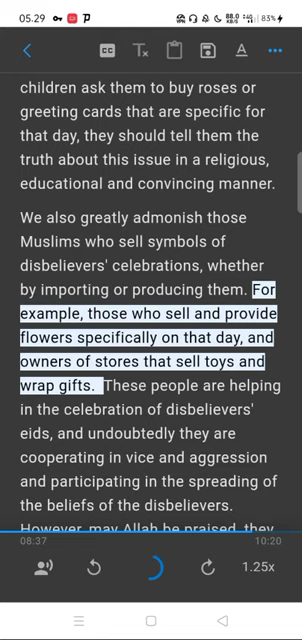 05.29
88.0 KB/s
4G
83%
CC
children ask them to buy roses or
greeting cards that are specific for
that day, they should tell them the
truth about this issue in a religious,
educational and convincing manner.
We also greatly admonish those
Muslims who sell symbols of
disbelievers' celebrations, whether
by importing or producing them. For
example, those who sell and provide
flowers specifically on that day, and
owners of stores that sell toys and
wrap gifts. These people are helping
in the celebration of disbelievers'
eids, and undoubtedly they are
cooperating in vice and aggression
and participating in the spreading of
the beliefs of the disbelievers.
However, may Allah be praised, they
08:37
10:20
1.25x